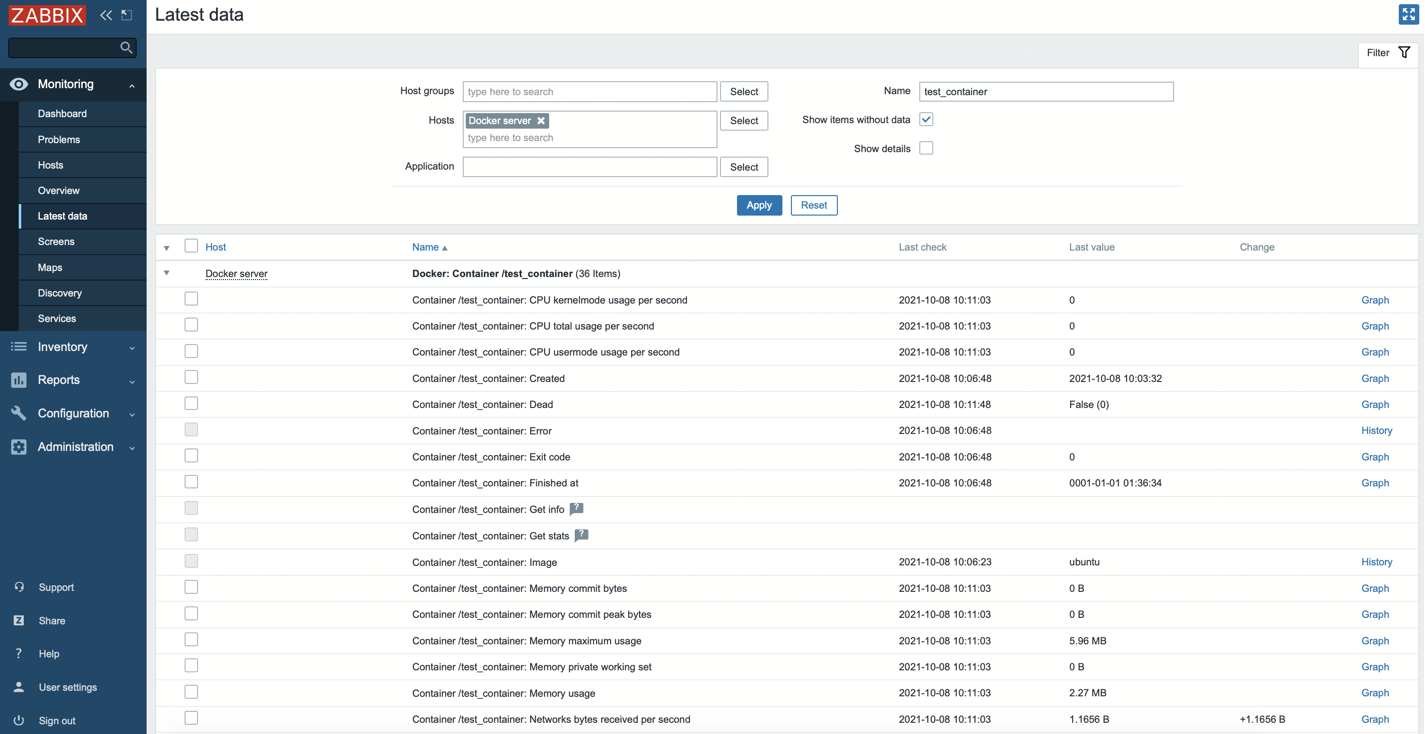 ZABBIX
Monitoring
Dashboard
Problems
Hosts
Overview
Latest data
Screens
Maps
Discovery
Services
Inventory
Reports
Configuration
Administration
Support
Z Share
? Help
User settings
Sign out
Latest data
Filter
Host groups type here to search Select
Name test_container
Hosts Docker server type here to search Select
Show items without data
Show details
Application Select
Apply Reset
Host Name Last check Last value Change
Docker server Docker: Container /test_container (36 Items)
Container /test_container: CPU kernelmode usage per second 2021-10-08 10:11:03 0 Graph
Container /test_container: CPU total usage per second 2021-10-08 10:11:03 0 Graph
Container /test_container: CPU usermode usage per second 2021-10-08 10:11:03 0 Graph
Container /test_container: Created 2021-10-08 10:06:48 2021-10-08 10:03:32 Graph
Container /test_container: Dead 2021-10-08 10:11:48 False (0) Graph
Container /test_container: Error 2021-10-08 10:06:48 History
Container /test_container: Exit code 2021-10-08 10:06:48 0 Graph
Container /test_container: Finished at 2021-10-08 10:06:48 0001-01-01 01:36:34 Graph
Container /test_container: Get info ?
Container /test_container: Get stats ?
Container /test_container: Image 2021-10-08 10:06:23 ubuntu History
Container /test_container: Memory commit bytes 2021-10-08 10:11:03 0 B Graph
Container /test_container: Memory commit peak bytes 2021-10-08 10:11:03 0 B Graph
Container /test_container: Memory maximum usage 2021-10-08 10:11:03 5.96 MB Graph
Container /test_container: Memory private working set 2021-10-08 10:11:03 0 B Graph
Container /test_container: Memory usage 2021-10-08 10:11:03 2.27 MB Graph
Container /test_container: Networks bytes received per second 2021-10-08 10:11:03 1.1656 B +1.1656 B Graph